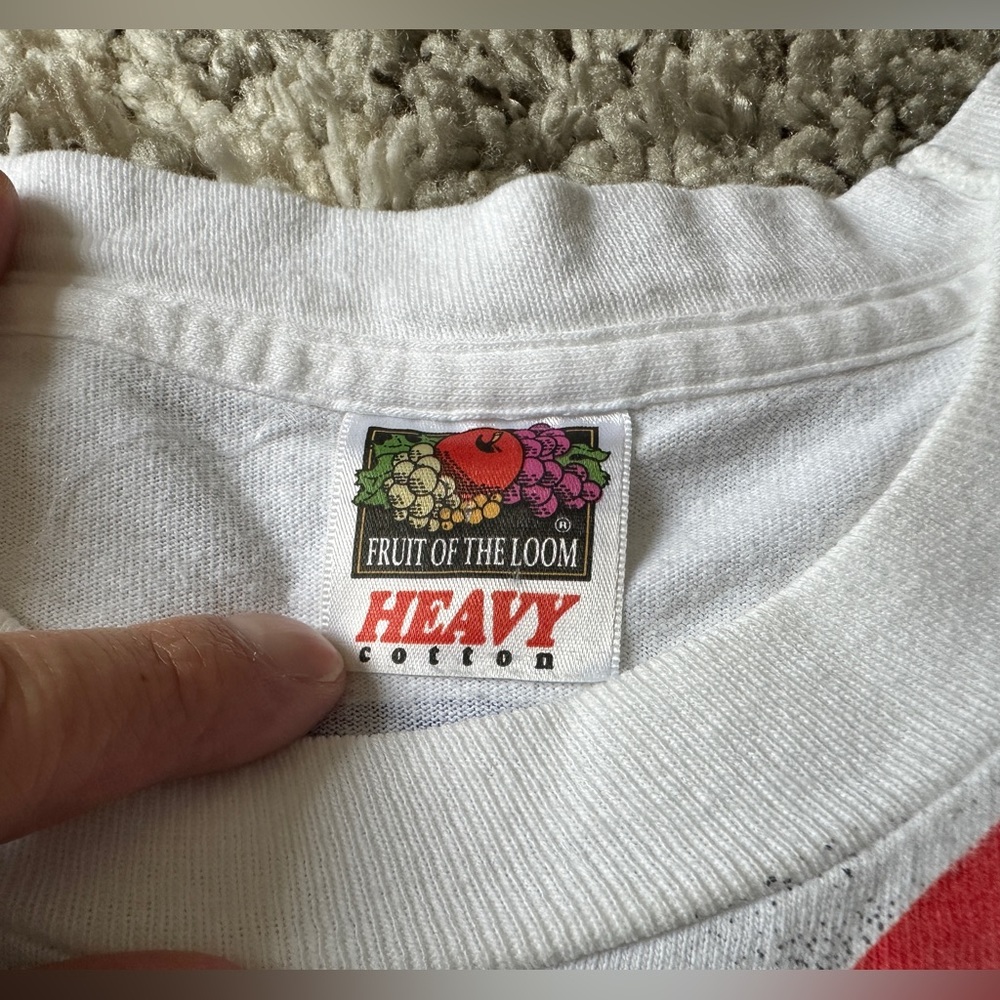 ®
FRUIT OF THE LOOM
HEAVY
cotton